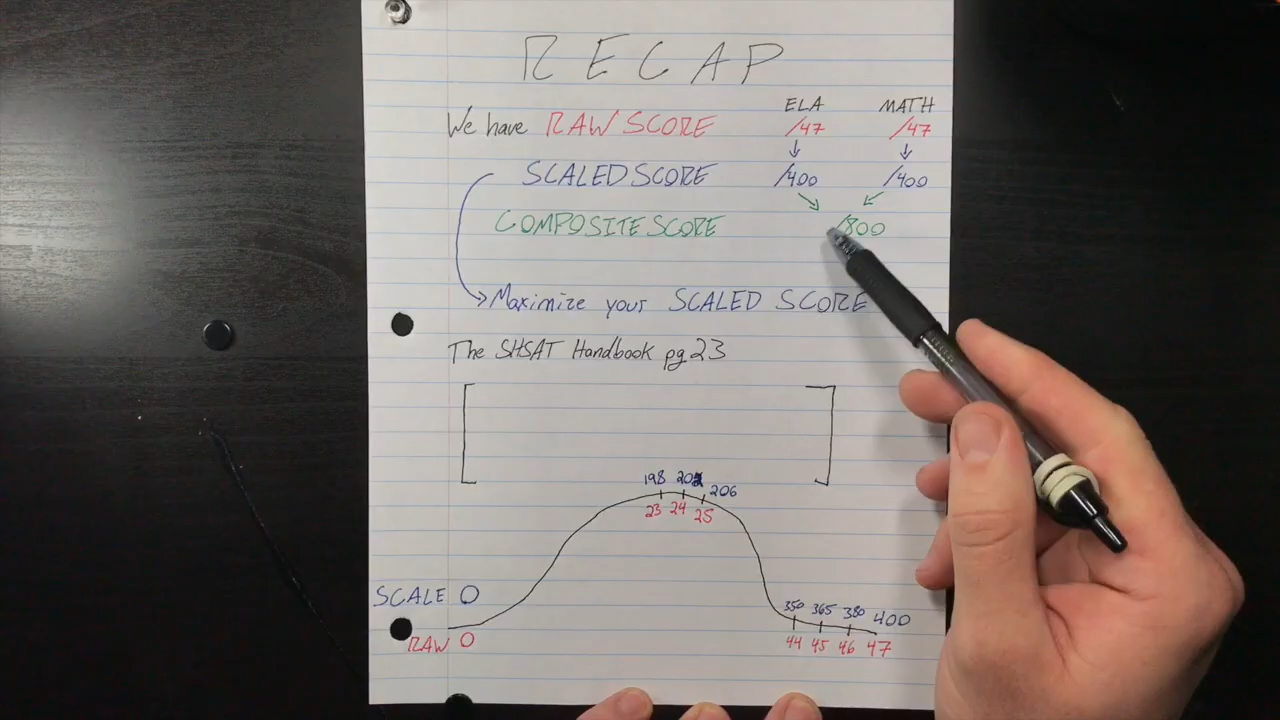 RECAP
ELA MATH
We have RAW SCORE /47 /47
SCALED SCORE /400 /400
COMPOSITE SCORE /800
Maximize your SCALED SCORE
The SHSAT Handbook pg 23
198 202 206
23 24 25
SCALE 0
350 365 380 400
RAW 0
44 45 46 47